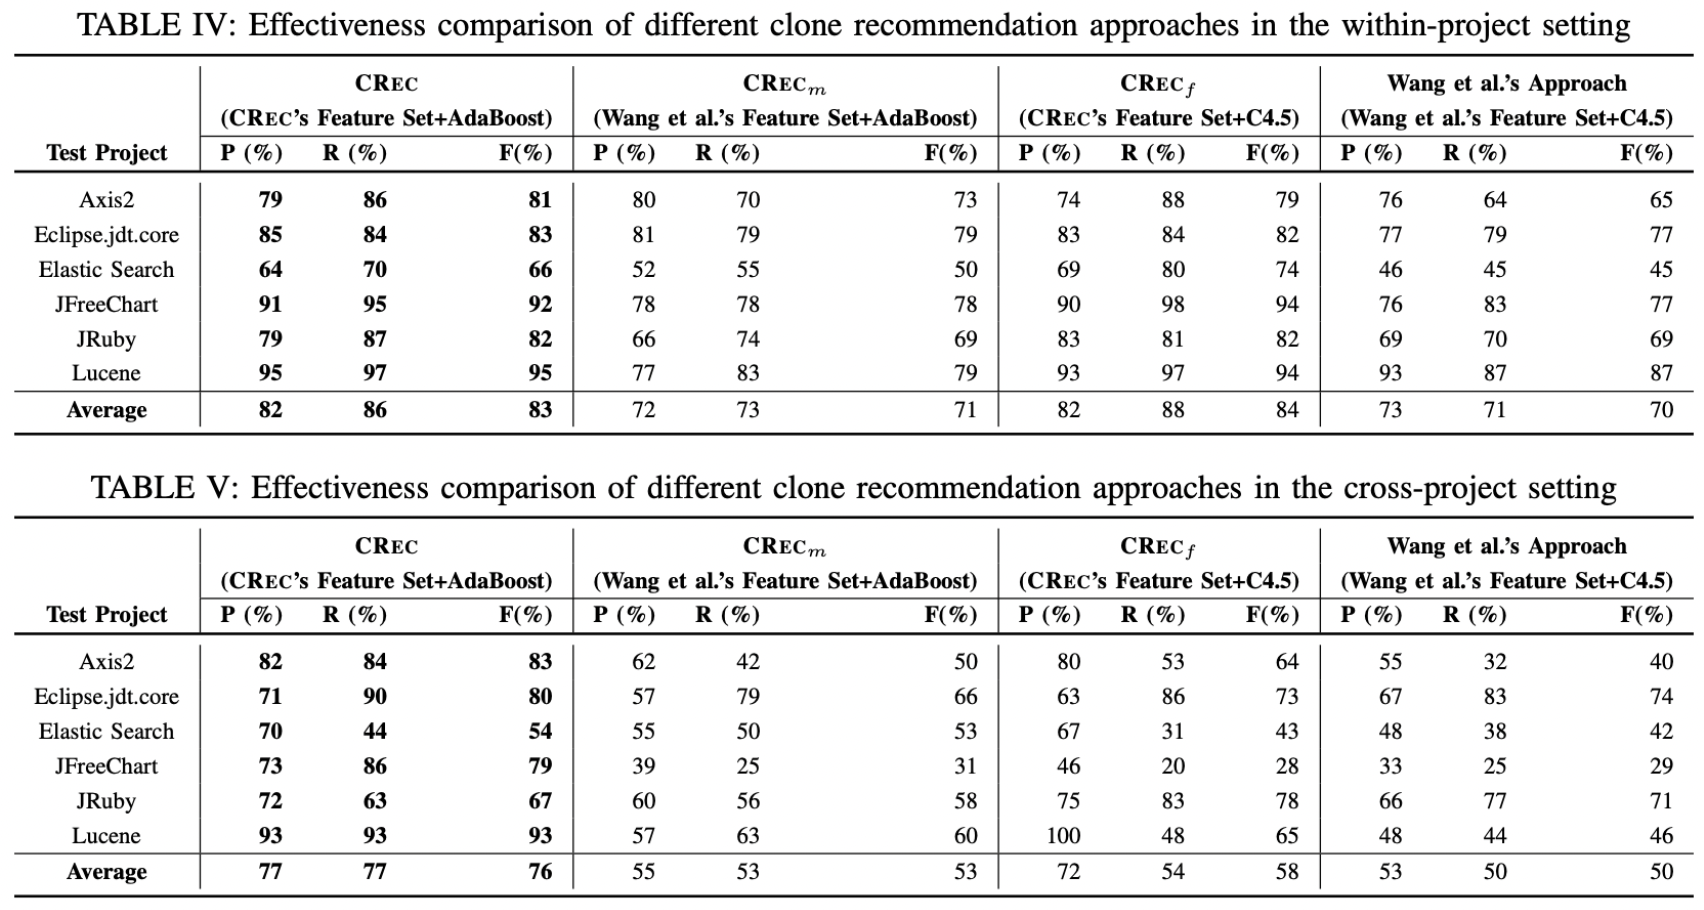 TABLE IV: Effectiveness comparison of different clone recommendation approaches in the within-project setting
CREC CRECm CRECf Wang et al.'s Approach
(CREC's Feature Set+AdaBoost) (Wang et al.'s Feature Set+AdaBoost) (CREC's Feature Set+C4.5) (Wang et al.'s Feature Set+C4.5)
Test Project P (%) R (%) F(%) P (%) R (%) F(%) P (%) R (%) F(%) P (%) R (%) F(%)
Axis2 79 86 81 80 70 73 74 88 79 76 64 65
Eclipse.jdt.core 85 84 83 81 79 79 83 84 82 77 79 77
Elastic Search 64 70 66 52 55 50 69 80 74 46 45 45
JFreeChart 91 95 92 78 78 78 90 98 94 76 83 77
JRuby 79 87 82 66 74 69 83 81 82 69 70 69
Lucene 95 97 95 77 83 79 93 97 94 93 87 87
Average 82 86 83 72 73 71 82 88 84 73 71 70
TABLE V: Effectiveness comparison of different clone recommendation approaches in the cross-project setting
CREC CRECm CRECf Wang et al.'s Approach
(CREC's Feature Set+AdaBoost) (Wang et al.'s Feature Set+AdaBoost) (CREC's Feature Set+C4.5) (Wang et al.'s Feature Set+C4.5)
Test Project P (%) R (%) F(%) P (%) R (%) F(%) P (%) R (%) F(%) P (%) R (%) F(%)
Axis2 82 84 83 62 42 50 80 53 64 55 32 40
Eclipse.jdt.core 71 90 80 57 79 66 63 86 73 67 83 74
Elastic Search 70 44 54 55 50 53 67 31 43 48 38 42
JFreeChart 73 86 79 39 25 31 46 20 28 33 25 29
JRuby 72 63 67 60 56 58 75 83 78 66 77 71
Lucene 93 93 93 57 63 60 100 48 65 48 44 46
Average 77 77 76 55 53 53 72 54 58 53 50 50